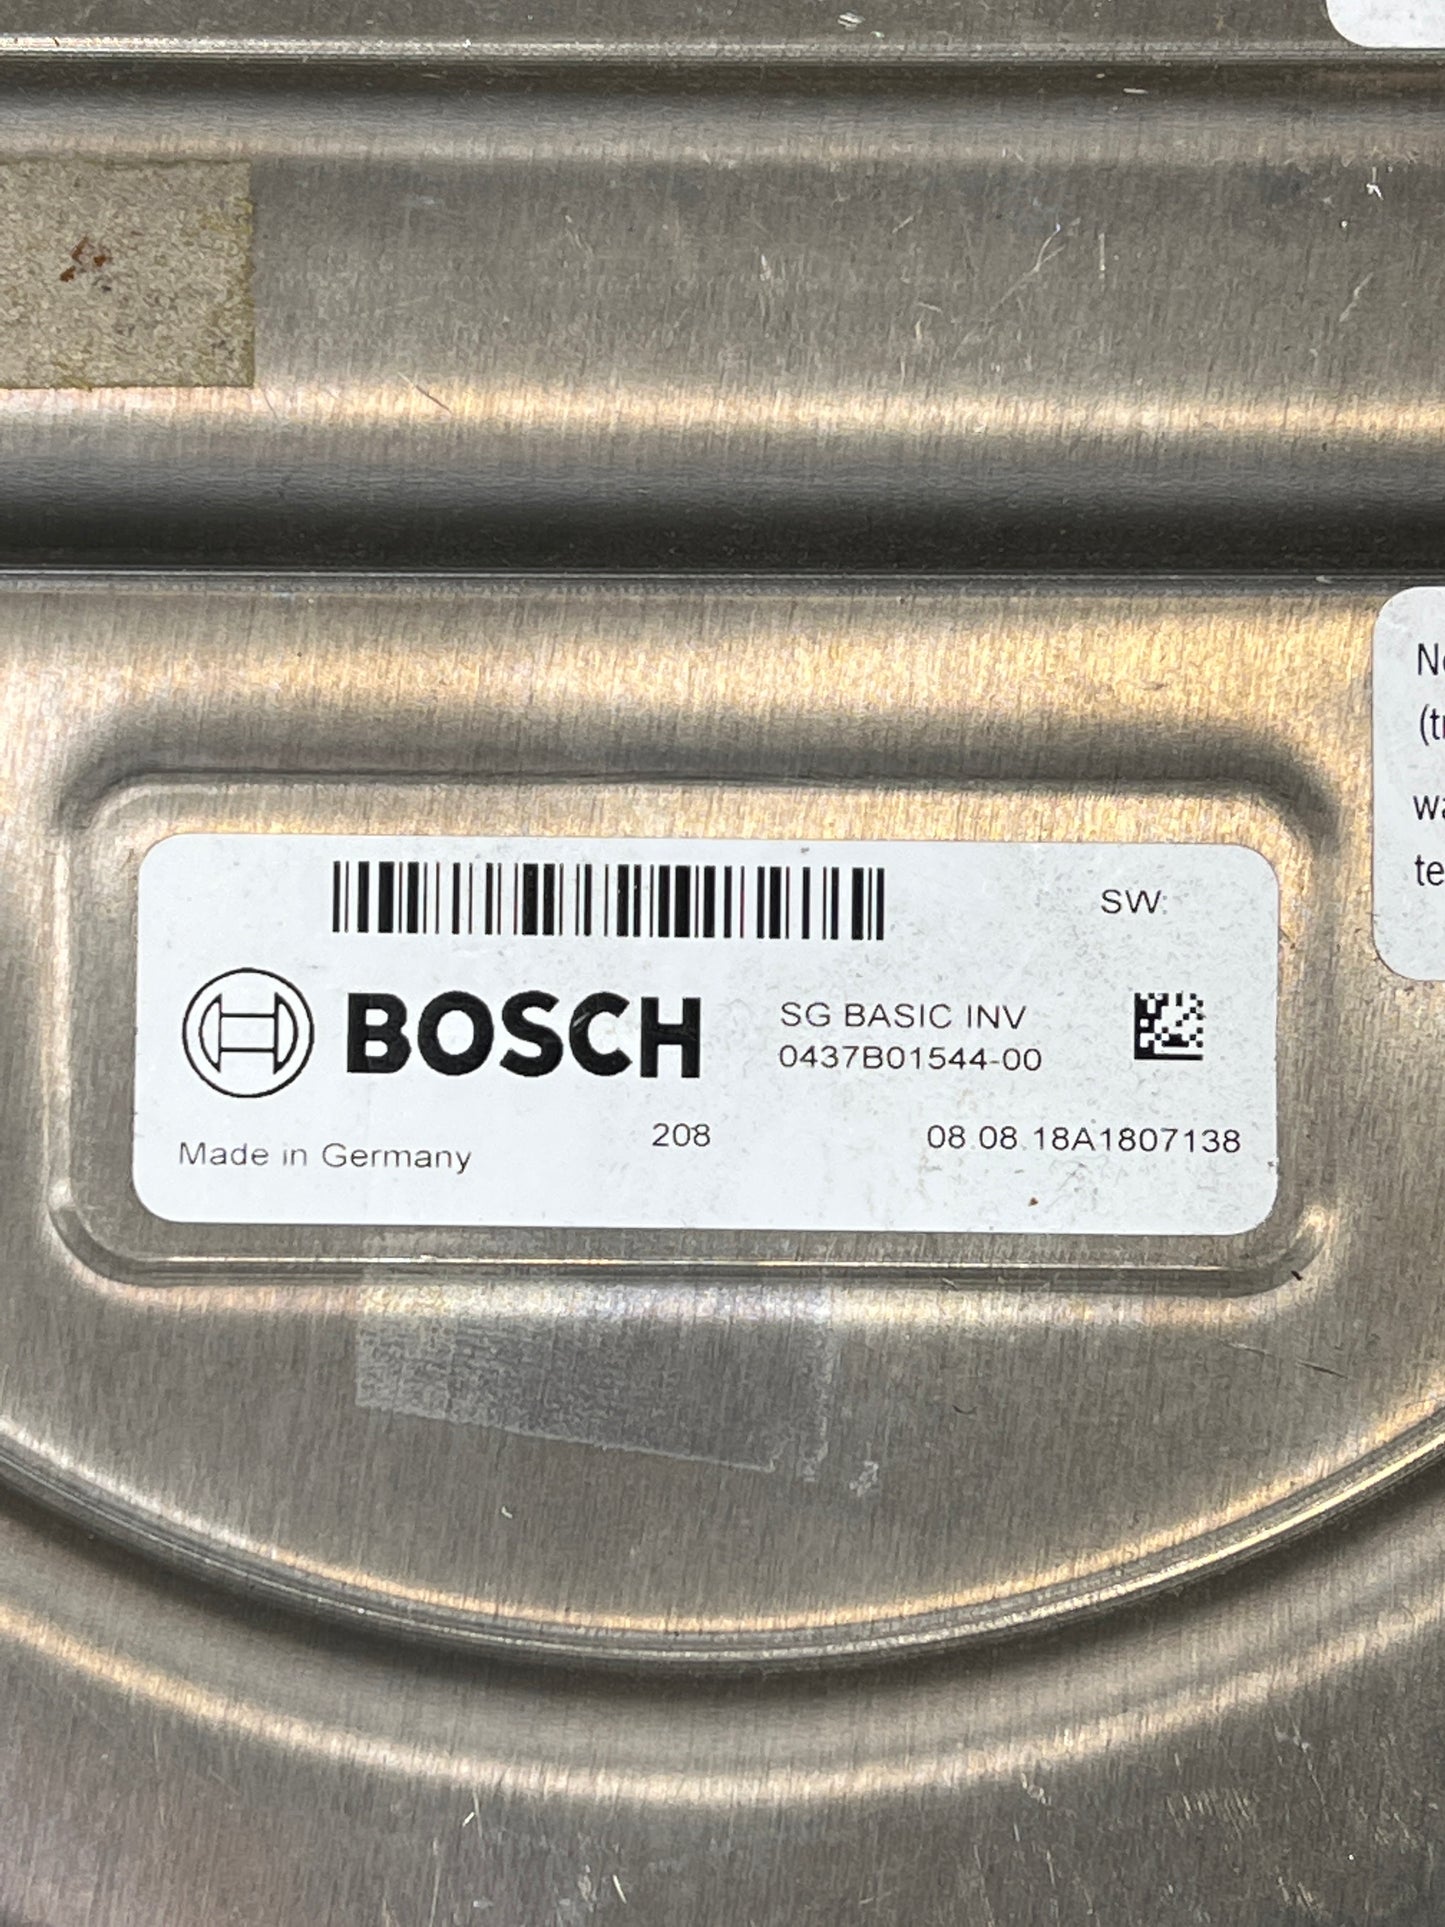 SW:
BOSCH
SG BASIC INV
0437B01544-00
208
08.08.18A1807138
Made in Germany